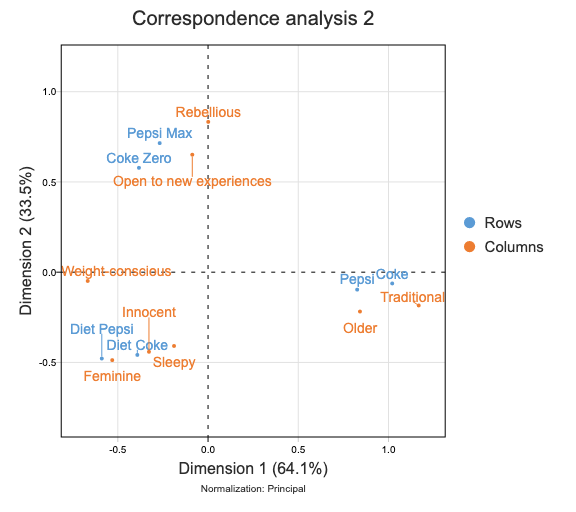 Correspondence analysis 2
Dimension 2 (33.5%)
1.0
0.5
0.0
-0.5
Rebellious
Pepsi Max
Coke Zero
Open to new experiences
Weight conscious
Pepsi
Coke
Traditional
Older
Innocent
Diet Pepsi
Diet Coke
Sleepy
Feminine
Rows
Columns
-0.5 0.0 0.5 1.0
Dimension 1 (64.1%)
Normalization: Principal